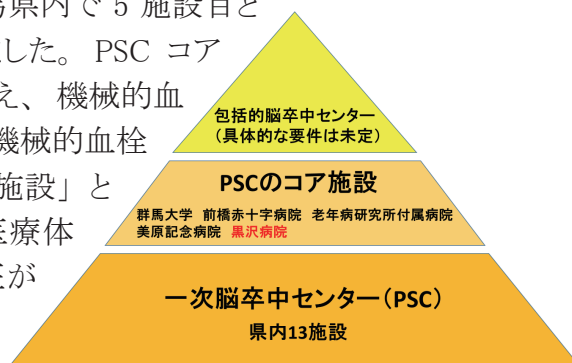 県内で 5 施設目と
した。 PSC コア
え、 機械的血
機械的血栓
施設」 と
医療体
が
包括的脳卒中センター
(具体的な要件は未定)
PSCのコア施設
群馬大学 前橋赤十字病院 老年病研究所付属病院
美原記念病院 黒沢病院
一次脳卒中センター(PSC)
県内13施設